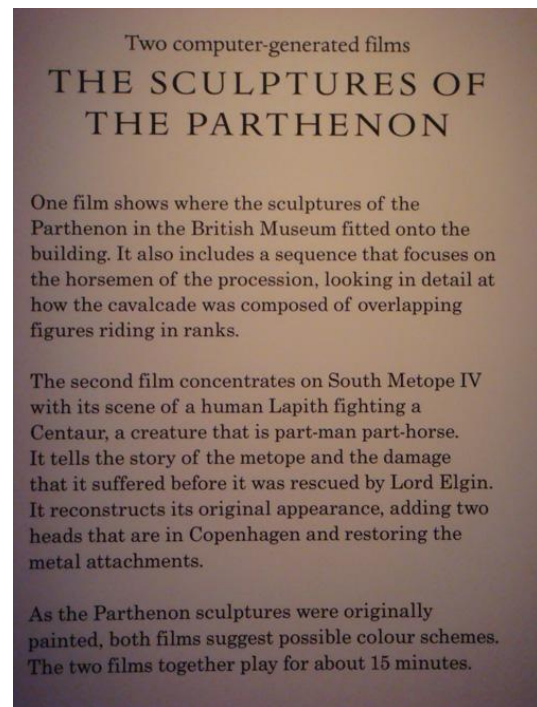 Two computer-generated films
THE SCULPTURES OF
THE PARTHENON
One film shows where the sculptures of the
Parthenon in the British Museum fitted onto the
building. It also includes a sequence that focuses on
the horsemen of the procession, looking in detail at
how the cavalcade was composed of overlapping
figures riding in ranks.
The second film concentrates on South Metope IV
with its scene of a human Lapith fighting a
Centaur, a creature that is part-man part-horse.
It tells the story of the metope and the damage
that it suffered before it was rescued by Lord Elgin.
It reconstructs its original appearance, adding two
heads that are in Copenhagen and restoring the
metal attachments.
As the Parthenon sculptures were originally
painted, both films suggest possible colour schemes.
The two films together play for about 15 minutes.